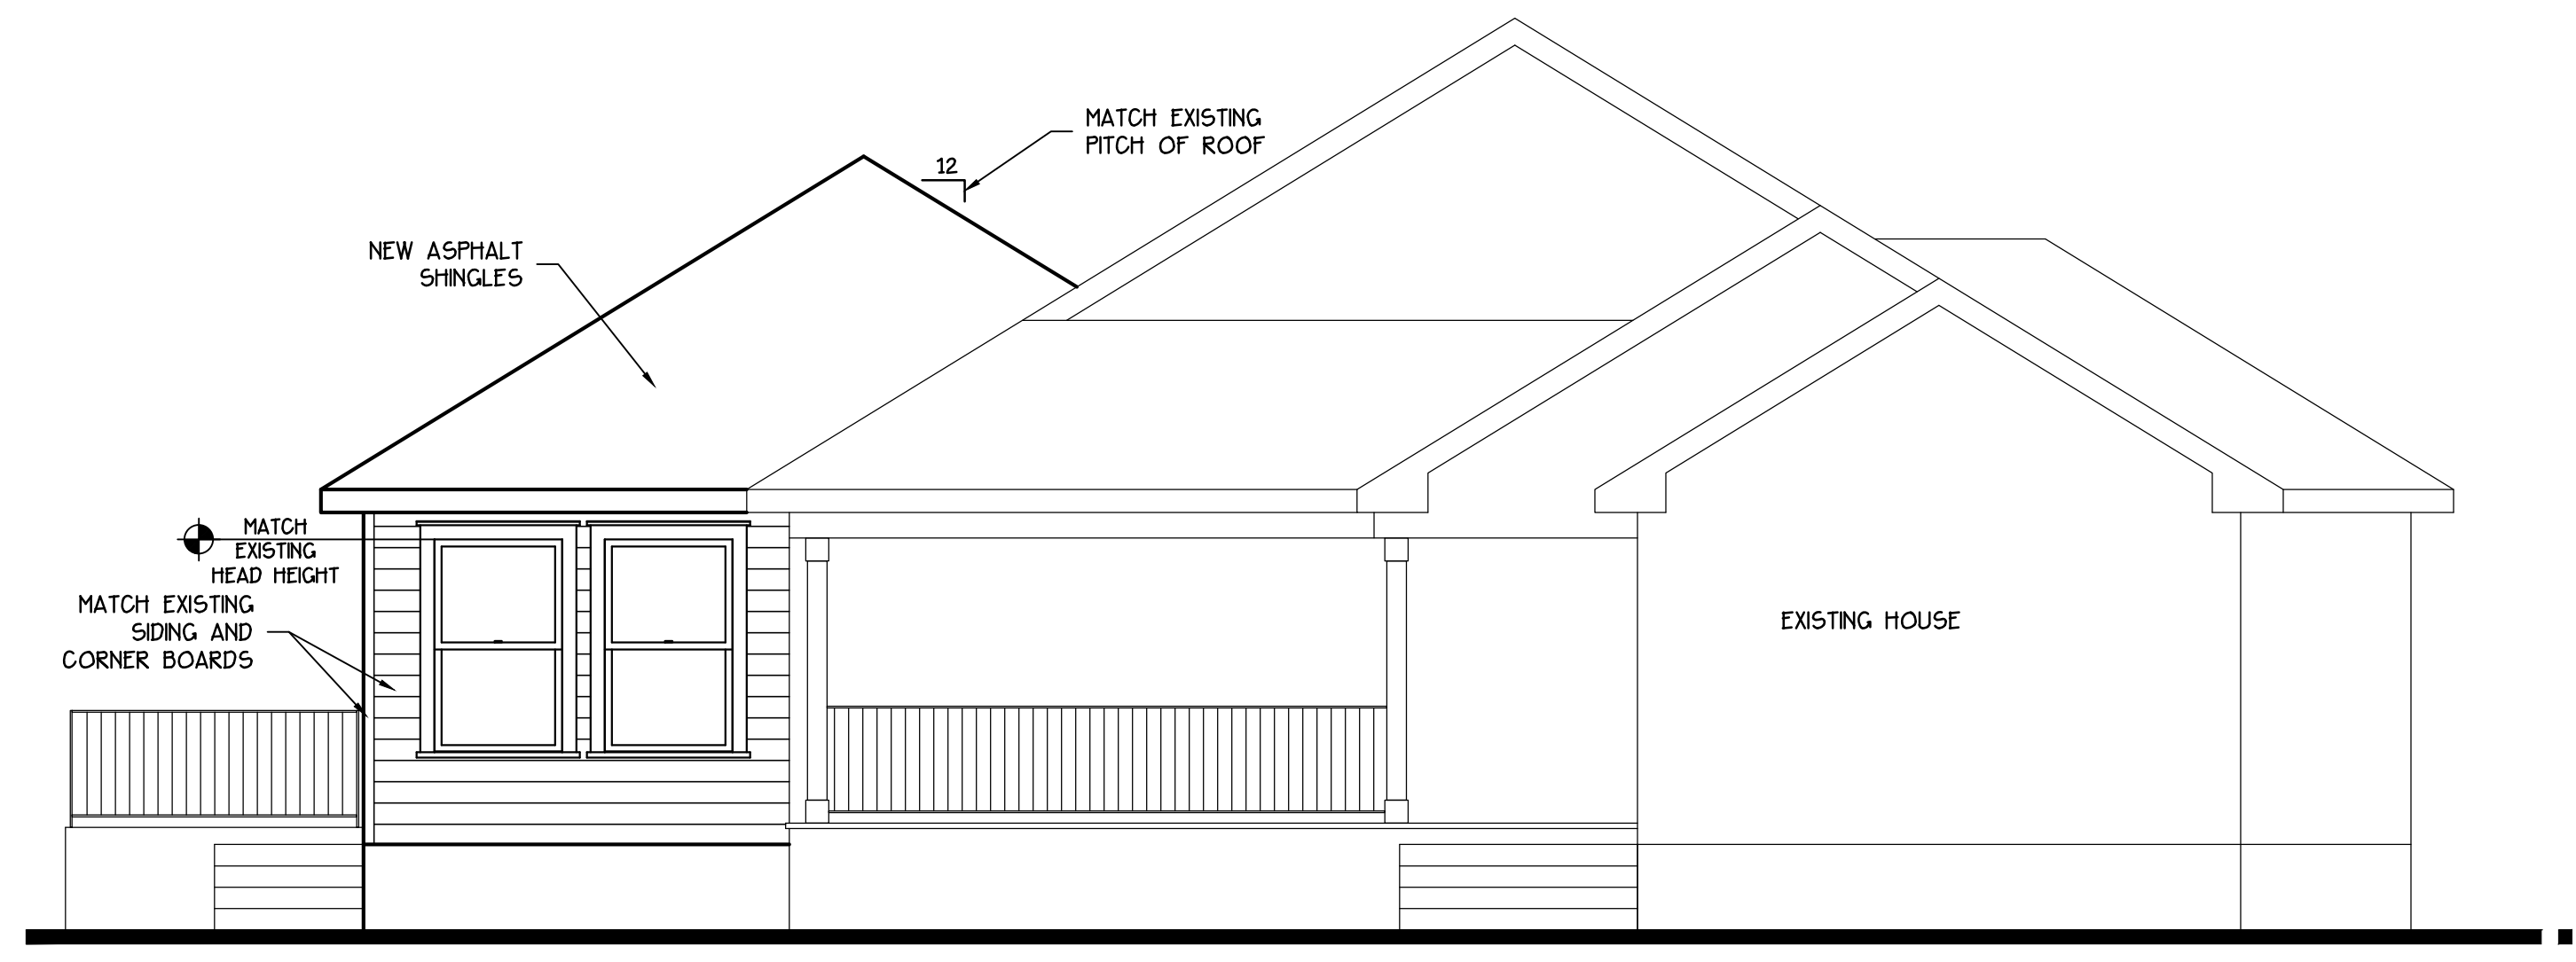 MATCH EXISTING
PITCH OF ROOF
12
NEW ASPHALT
SHINGLES
MATCH
EXISTING
HEAD HEIGHT
MATCH EXISTING
SIDING AND
CORNER BOARDS
EXISTING HOUSE